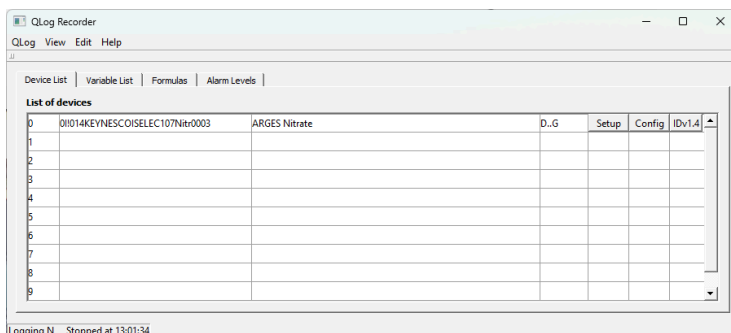 QLog Recorder
QLog View Edit Help
Device List Variable List Formulas Alarm Levels
List of devices
0 0I!014KEYNESCOISELEC107Nitr0003 ARGES Nitrate D..G Setup Config IDv1.4
1
2
3
4
5
6
7
8
9
Logging N... Stopped at 13:01:34